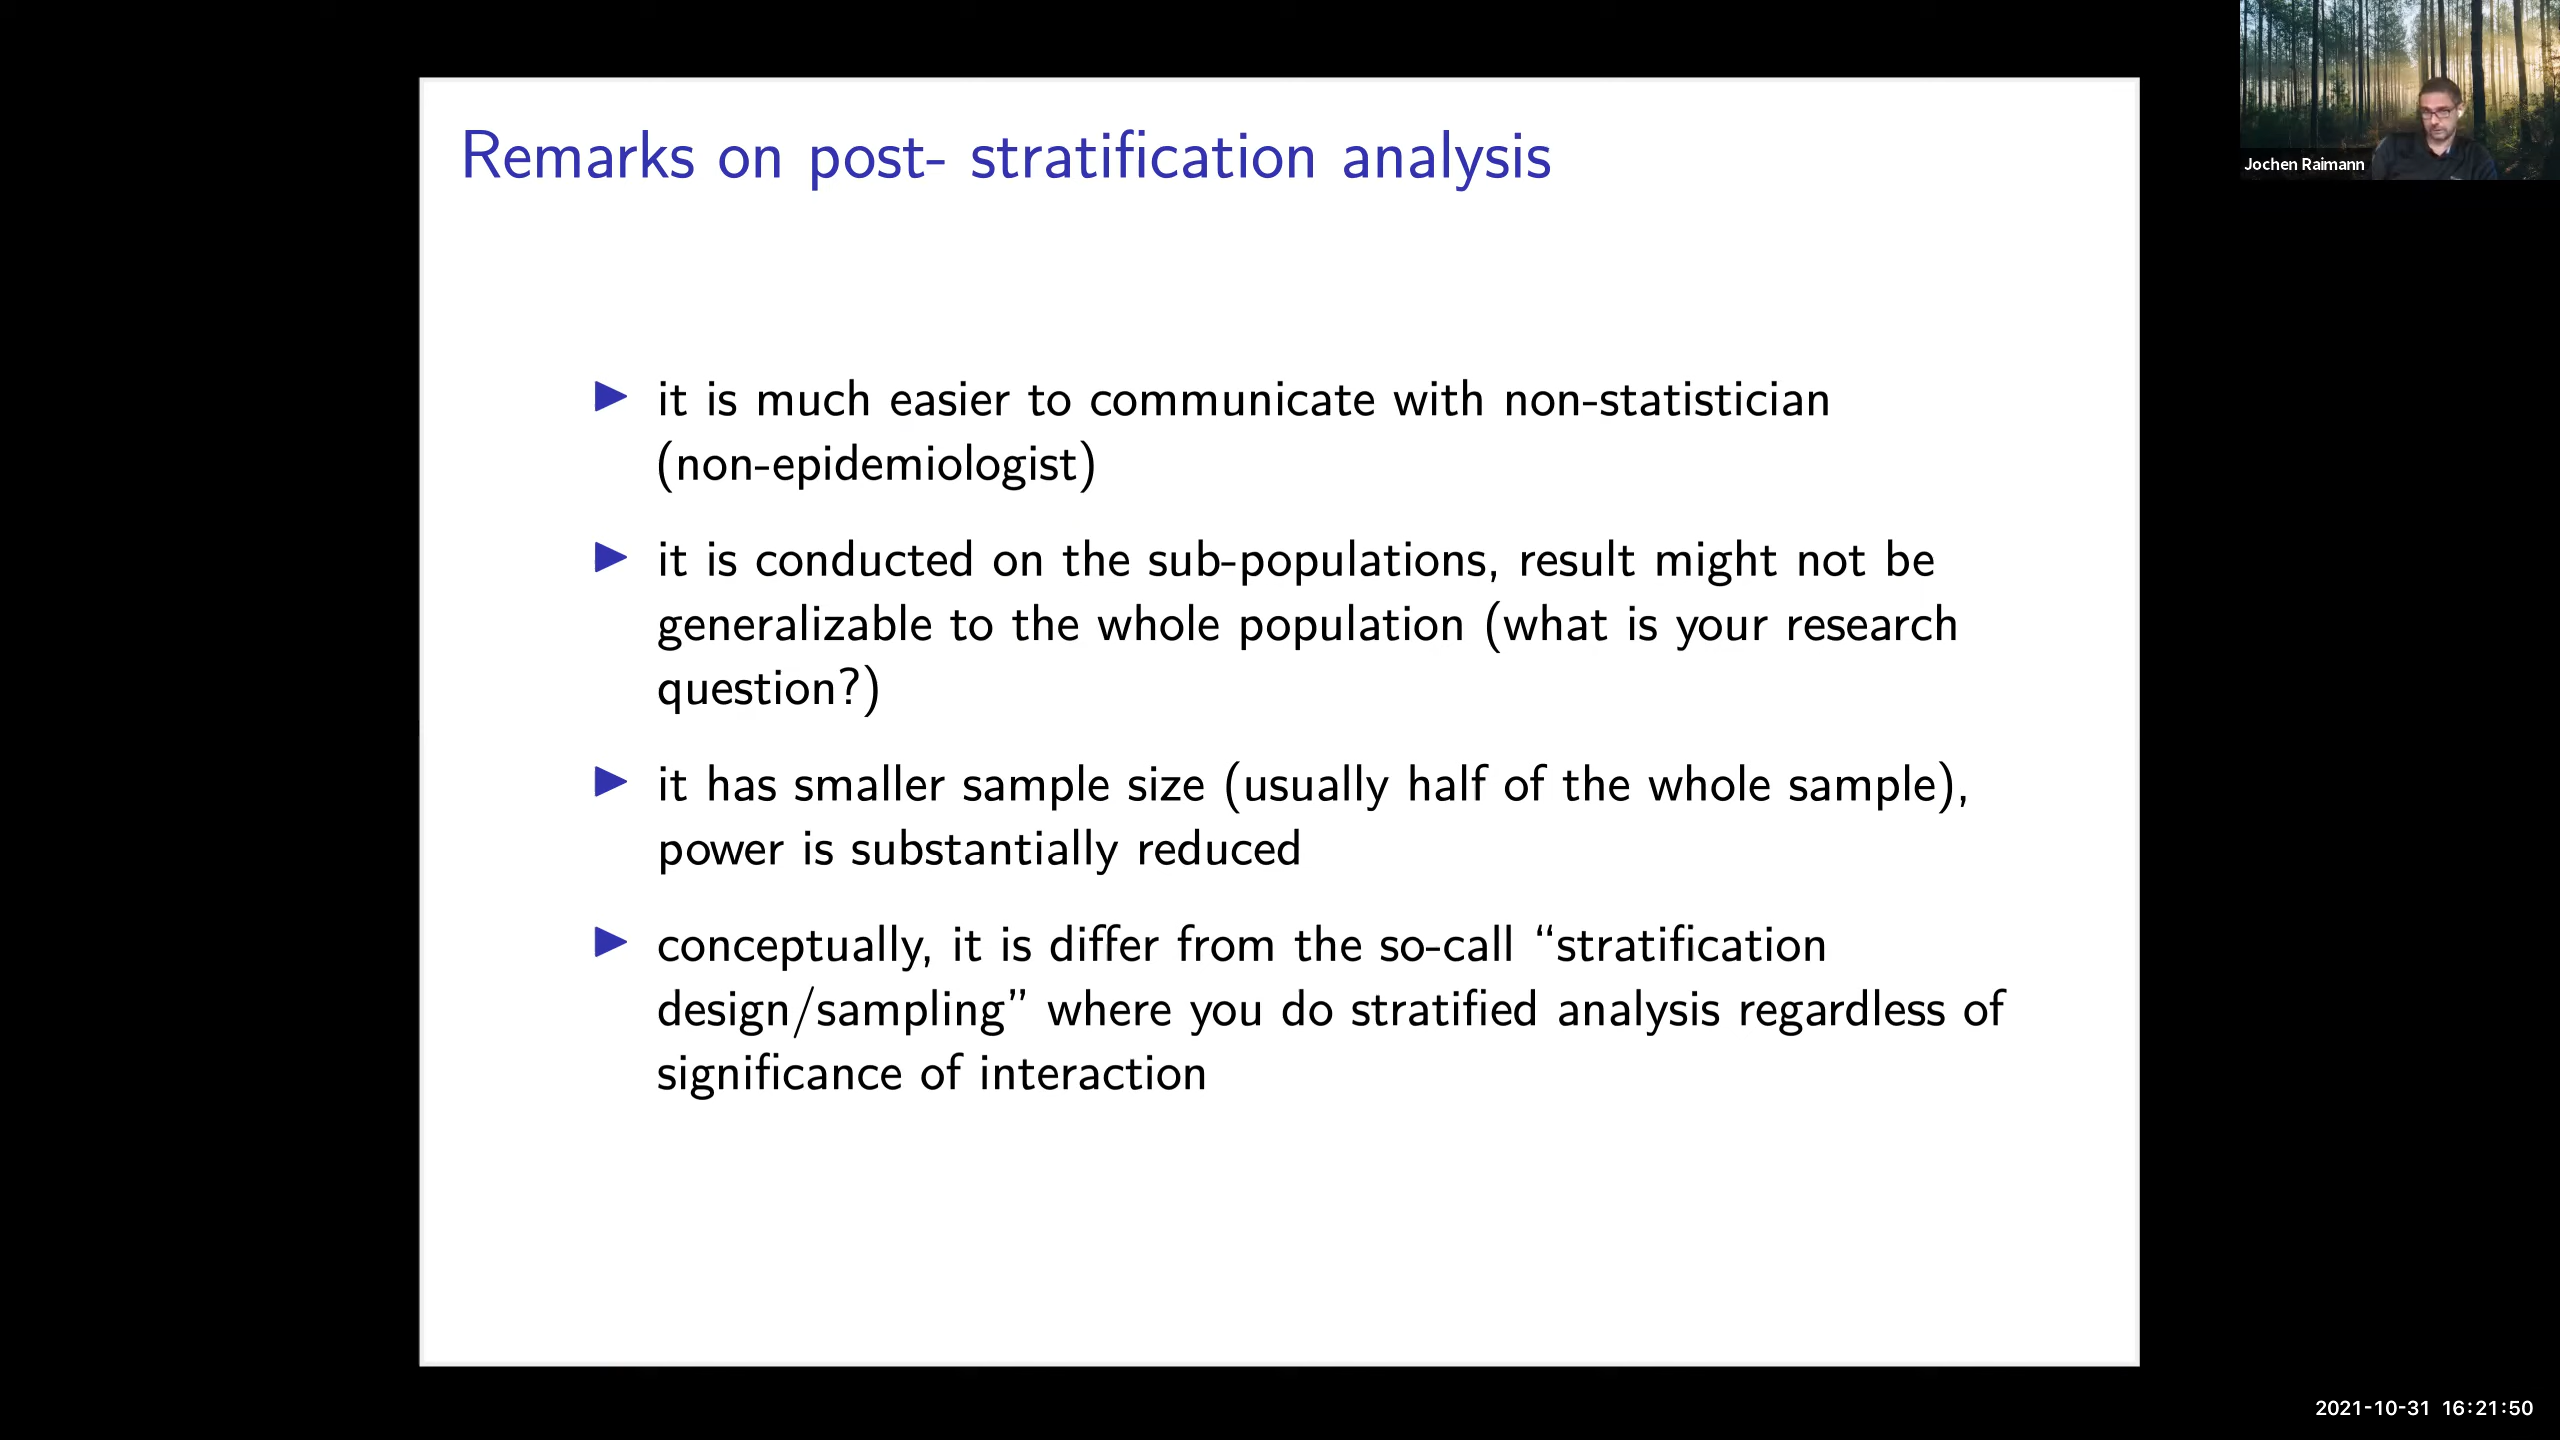 Remarks on post- stratification analysis
Jochen Raimann
it is much easier to communicate with non-statistician
(non-epidemiologist)
it is conducted on the sub-populations, result might not be
generalizable to the whole population (what is your research
question?)
it has smaller sample size (usually half of the whole sample),
power is substantially reduced
conceptually, it is differ from the so-call “stratification
design/sampling” where you do stratified analysis regardless of
significance of interaction
2021-10-31 16:21:50